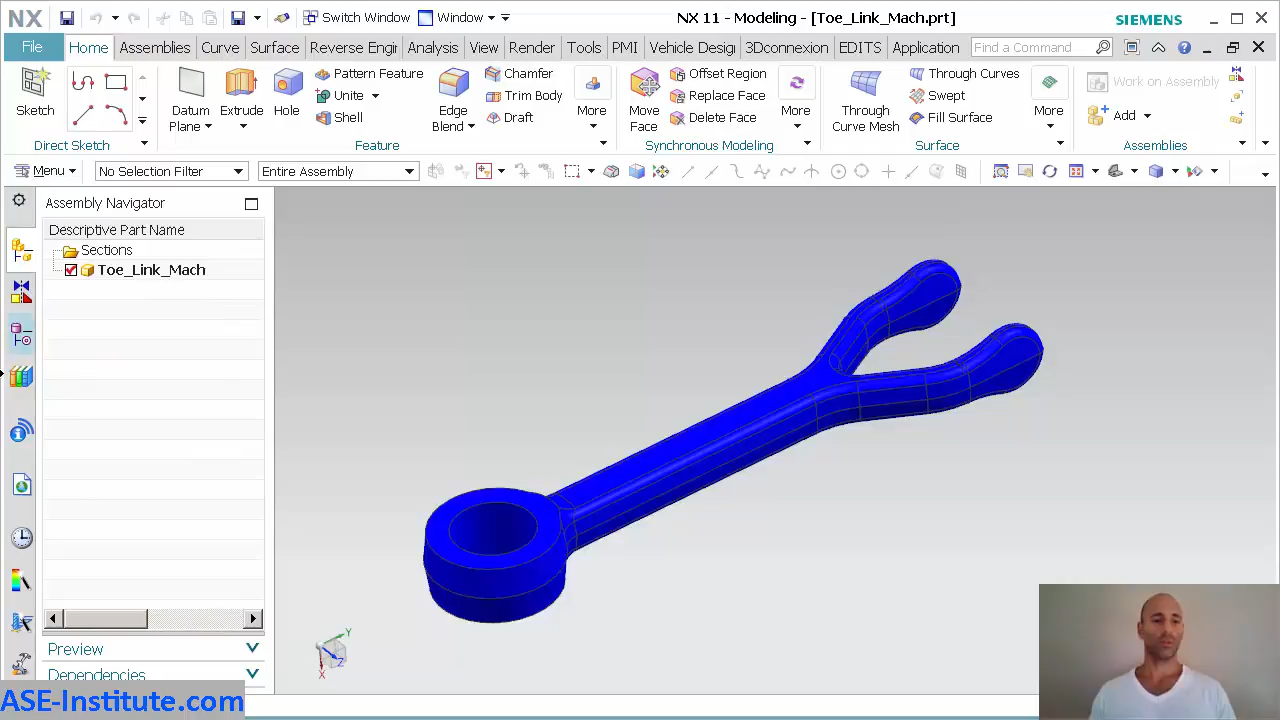 NX
Switch Window
Window
NX 11 - Modeling - [Toe_Link_Mach.prt]
SIEMENS
File
Home
Assemblies
Curve
Surface
Reverse Engi
Analysis
View
Render
Tools
PMI
Vehicle Desig
3Dconnexion
EDITS
Application
Find a Command
Sketch
Direct Sketch
Datum
Plane
Extrude
Hole
Pattern Feature
Unite
Shell
Edge
Blend
Chamfer
Trim Body
Draft
More
Feature
Move
Face
Offset Region
Replace Face
Delete Face
More
Synchronous Modeling
Through
Curve Mesh
Through Curves
Swept
Fill Surface
More
Surface
Work on Assembly
Add
Assemblies
Menu
No Selection Filter
Entire Assembly
Assembly Navigator
Descriptive Part Name
Sections
Toe_Link_Mach
Preview
Dependencies
ASE-Institute.com
X
Y
Z